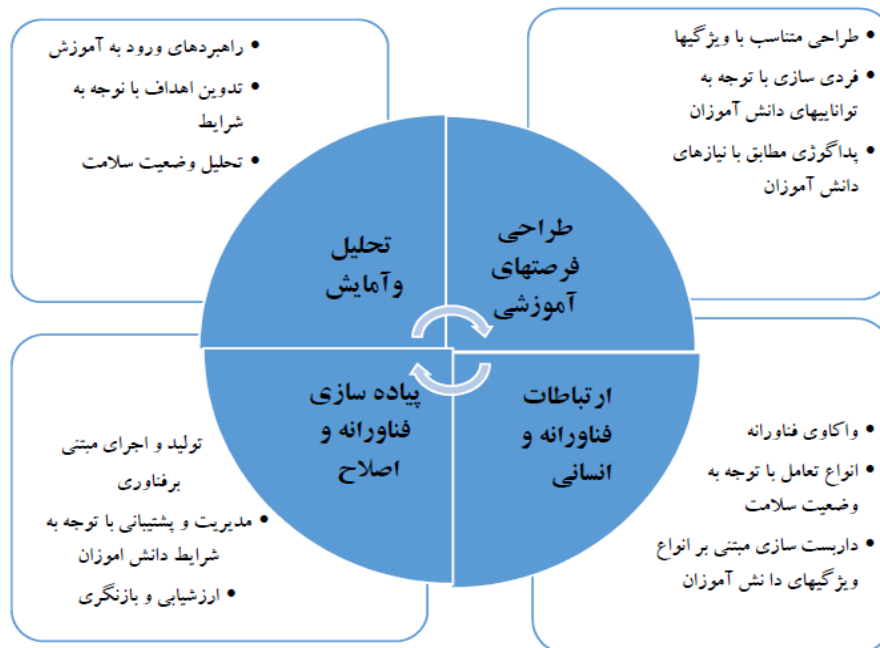 • طراحی متناسب با ویژگیها
• فردی سازی با توجه به
تواناییهای دانش آموزان
• پداگوژی مطابق با نیازهای
دانش آموزان
• راهبردهای ورود به آموزش
• تدوین اهداف با توجه به
شرایط
• تحلیل وضعیت سلامت
طراحی
فرصتهای
آموزشی
تحلیل
وآمایش
ارتباطات
فناورانه و
انسانی
پیاده سازی
فناورانه و
اصلاح
• واکاوی فناورانه
• انواع تعامل با توجه به
وضعیت سلامت
• داربست سازی مبتنی بر انواع
ویژگیهای دا نش آموزان
تولید و اجرای مبتنی
برفناوری
• مدیریت و پشتیبانی با توجه به
شرایط دانش اموزان
• ارزشیابی و بازنگری